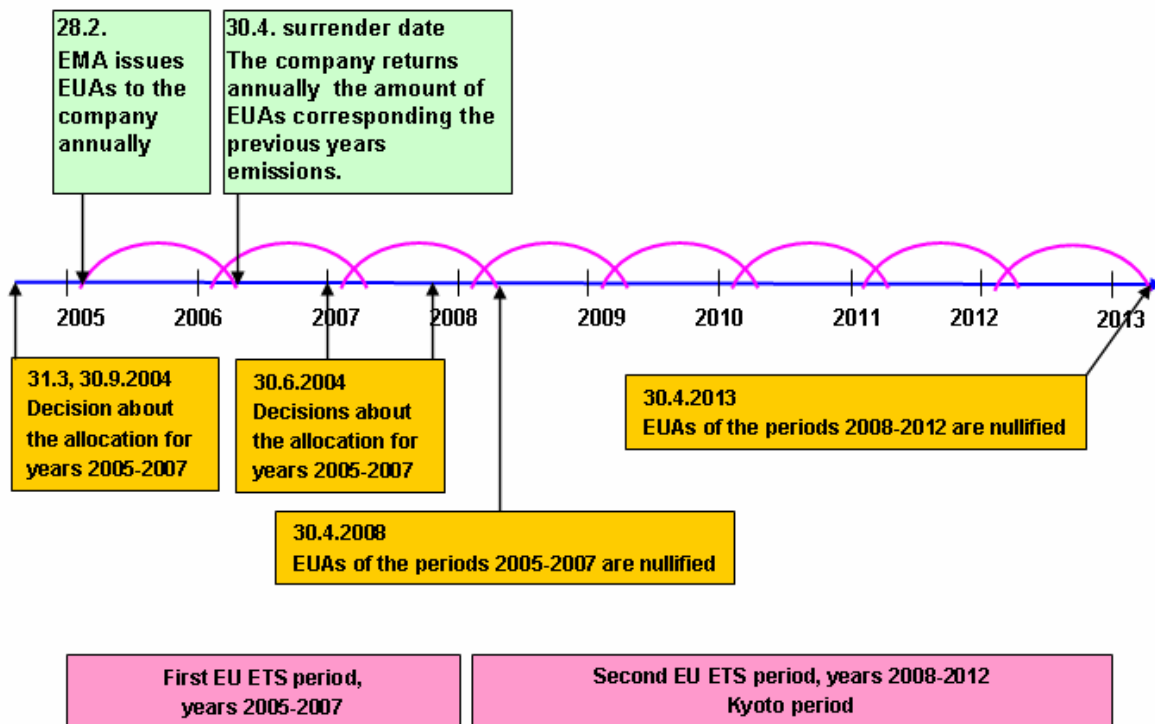 28.2.
EMA issues
EUAs to the
company
annually
30.4. surrender date
The company returns
annually the amount of
EUAs corresponding the
previous years
emissions.
2005
2006
2007
2008
2009
2010
2011
2012
2013
31.3, 30.9.2004
Decision about
the allocation for
years 2005-2007
30.6.2004
Decisions about
the allocation for
years 2005-2007
30.4.2013
EUAs of the periods 2008-2012 are nullified
30.4.2008
EUAs of the periods 2005-2007 are nullified
First EU ETS period,
years 2005-2007
Second EU ETS period, years 2008-2012
Kyoto period